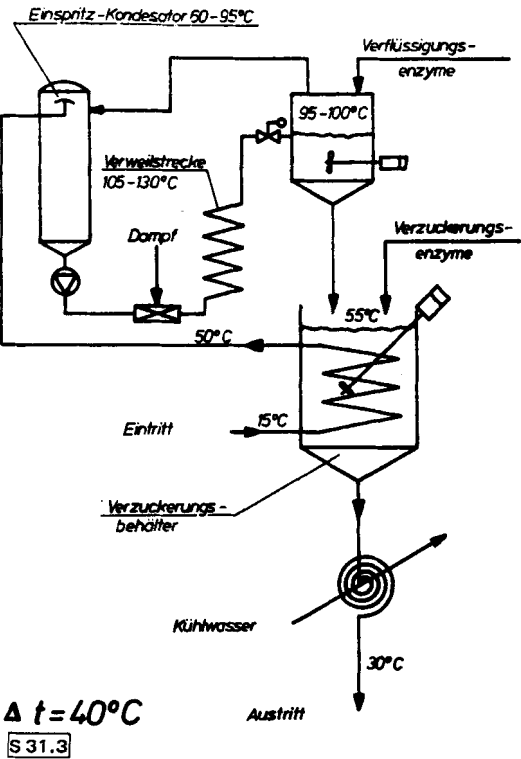 Einspritz-Kondesator 60-95°C
Verflüssigungs-
enzyme
95-100°C
Verweilstrecke
105-130°C
Dampf
Verzuckerungs-
enzyme
55°C
50°C
15°C
Eintritt
Verzuckerungs-
behälter
Kühlwasser
30°C
Δ t=40°C
Austritt
S 31.3